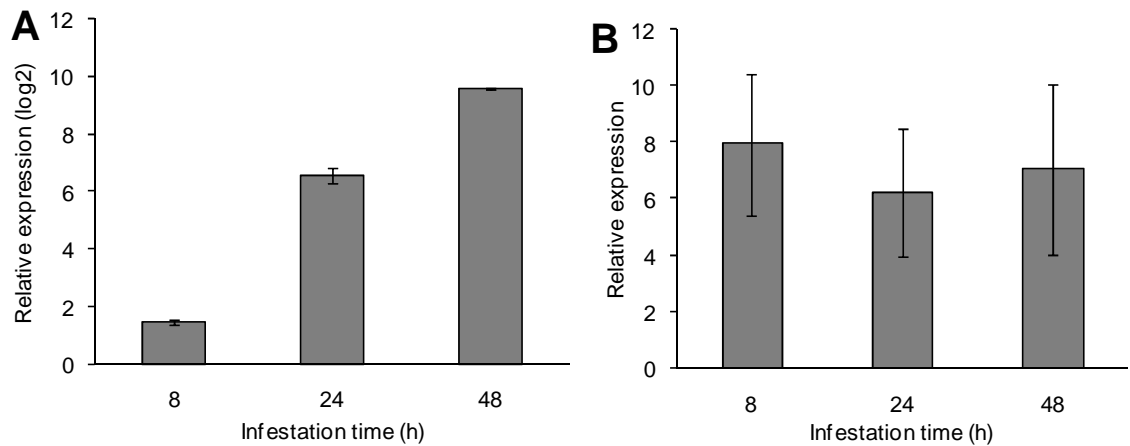 A
Relative expression (log2)
12
10
8
6
4
2
0
8 24 48
Infestation time (h)
B
Relative expression
12
10
8
6
4
2
0
8 24 48
Infestation time (h)